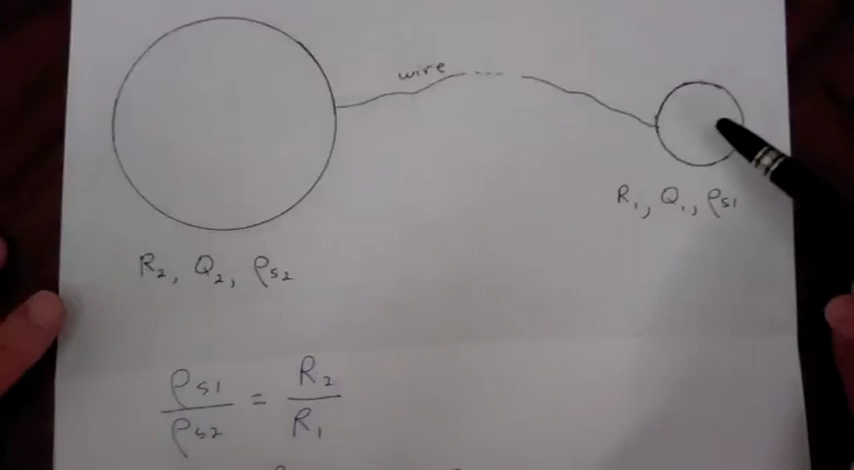 wire
R₁, Q₁, ρs1
R₂, Q₂, ρs2
ρs1 / ρs2 = R₂ / R₁